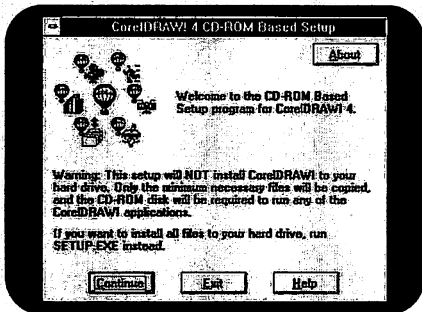 CorelDRAW! 4 CD-ROM Based Setup
About
Welcome to the CD-ROM Based
Setup program for CorelDRAW! 4.
Warning: This setup will NOT install CorelDRAW! to your
hard drive. Only the minimum necessary files will be copied,
and the CD-ROM disk will be required to run any of the
CorelDRAW! applications.
If you want to install all files to your hard drive, run
SETUP.EXE instead.
Continue
Exit
Help